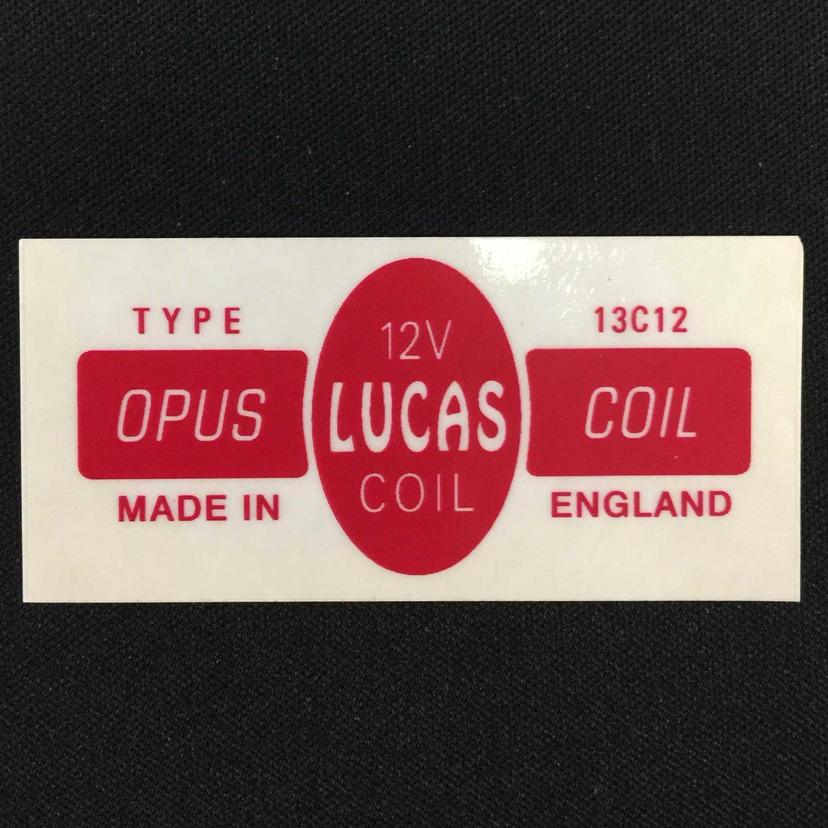 TYPE 13C12
12V
OPUS LUCAS COIL
COIL
MADE IN ENGLAND